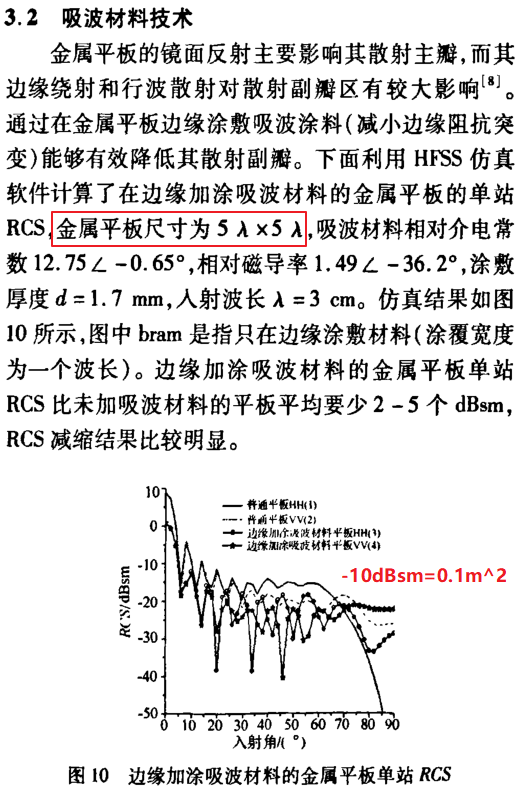 3.2 吸波材料技术
金属平板的镜面反射主要影响其散射主瓣,而其
边缘绕射和行波散射对散射副瓣区有较大影响[8]。
通过在金属平板边缘涂敷吸波涂料(减小边缘阻抗突
变)能够有效降低其散射副瓣。下面利用 HFSS 仿真
软件计算了在边缘加涂吸波材料的金属平板的单站
RCS,金属平板尺寸为 5 λ×5 λ,吸波材料相对介电常
数 12.75∠ -0.65°,相对磁导率 1.49∠ -36.2°,涂敷
厚度 d = 1.7 mm,入射波长 λ = 3 cm。仿真结果如图
10 所示,图中 bram 是指只在边缘涂敷材料(涂覆宽度
为一个波长)。边缘加涂吸波材料的金属平板单站
RCS 比未加吸波材料的平板平均要少 2 - 5 个 dBsm,
RCS 减缩结果比较明显。
普通平板HH(1)
普通平板VV(2)
边缘加涂吸波材料平板HH(3)
边缘加涂吸波材料平板VV(4)
-10dBsm=0.1m^2
RCS/dBsm
10
0
-10
-20
-30
-40
-50
0 10 20 30 40 50 60 70 80 90
入射角/(°)
图 10 边缘加涂吸波材料的金属平板单站 RCS